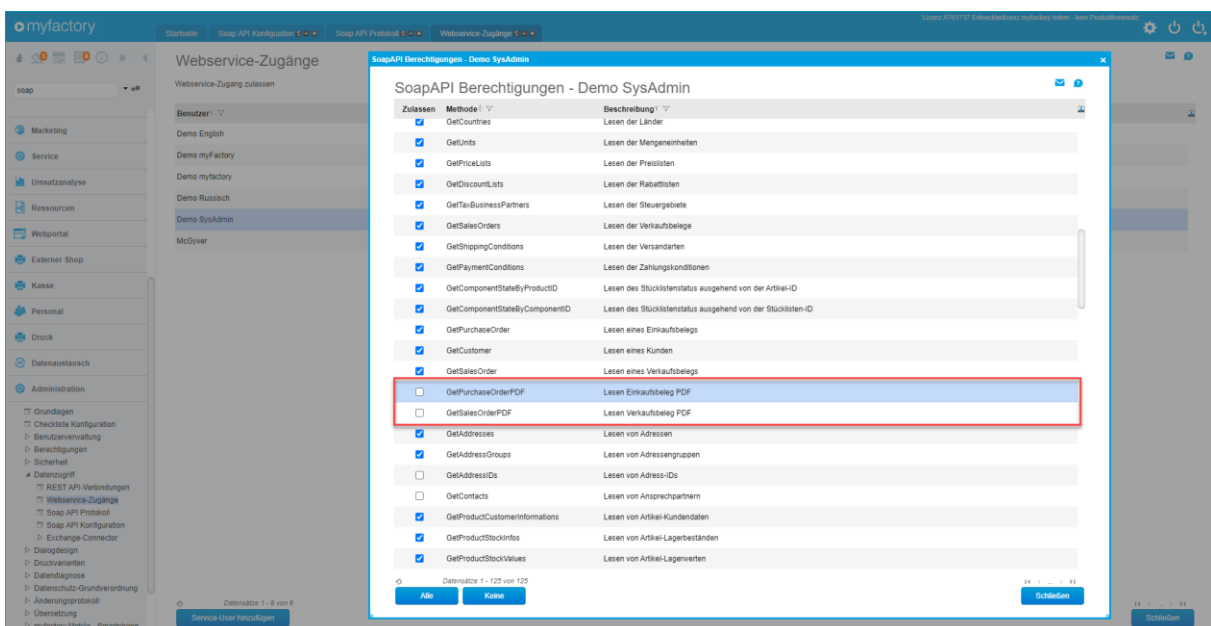 myfactory
Lizenz A781737 Entwicklerlizenz myfactory Intern - kein Produktiveinsatz
Startseite
Soap API Konfiguration
Soap API Protokoll
Webservice-Zugänge
soap
Marketing
Service
Umsatzanalyse
Ressourcen
Webportal
Externer Shop
Kasse
Personal
Druck
Datenaustausch
Administration
Grundlagen
Checkliste Konfiguration
Benutzerverwaltung
Berechtigungen
Sicherheit
Datenzugriff
REST API-Verbindungen
Webservice-Zugänge
Soap API Protokoll
Soap API Konfiguration
Exchange-Connector
Dialogdesign
Druckvarianten
Datendiagnose
Datenschutz-Grundverordnung
Änderungsprotokoll
Übersetzung
myfactory Mobile - Smartphone
Webservice-Zugänge
Webservice-Zugang zulassen
Benutzer
Demo English
Demo myFactory
Demo myfactory
Demo Russisch
Demo SysAdmin
McGyver
Datensätze 1 - 6 von 6
Service-User hinzufügen
Schließen
SoapAPI Berechtigungen - Demo SysAdmin
SoapAPI Berechtigungen - Demo SysAdmin
Zulassen Methode Beschreibung
GetCountries Lesen der Länder
GetUnits Lesen der Mengeneinheiten
GetPriceLists Lesen der Preislisten
GetDiscountLists Lesen der Rabattlisten
GetTaxBusinessPartners Lesen der Steuergebiete
GetSalesOrders Lesen der Verkaufsbelege
GetShippingConditions Lesen der Versandarten
GetPaymentConditions Lesen der Zahlungskonditionen
GetComponentStateByProductID Lesen des Stücklistenstatus ausgehend von der Artikel-ID
GetComponentStateByComponentID Lesen des Stücklistenstatus ausgehend von der Stücklisten-ID
GetPurchaseOrder Lesen eines Einkaufsbelegs
GetCustomer Lesen eines Kunden
GetSalesOrder Lesen eines Verkaufsbelegs
GetPurchaseOrderPDF Lesen Einkaufsbeleg PDF
GetSalesOrderPDF Lesen Verkaufsbeleg PDF
GetAddresses Lesen von Adressen
GetAddressGroups Lesen von Adressengruppen
GetAddressIDs Lesen von Adress-IDs
GetContacts Lesen von Ansprechpartnern
GetProductCustomerInformations Lesen von Artikel-Kundendaten
GetProductStockInfos Lesen von Artikel-Lagerbeständen
GetProductStockValues Lesen von Artikel-Lagerwerten
Datensätze 1 - 125 von 125
Alle
Keine
Schließen